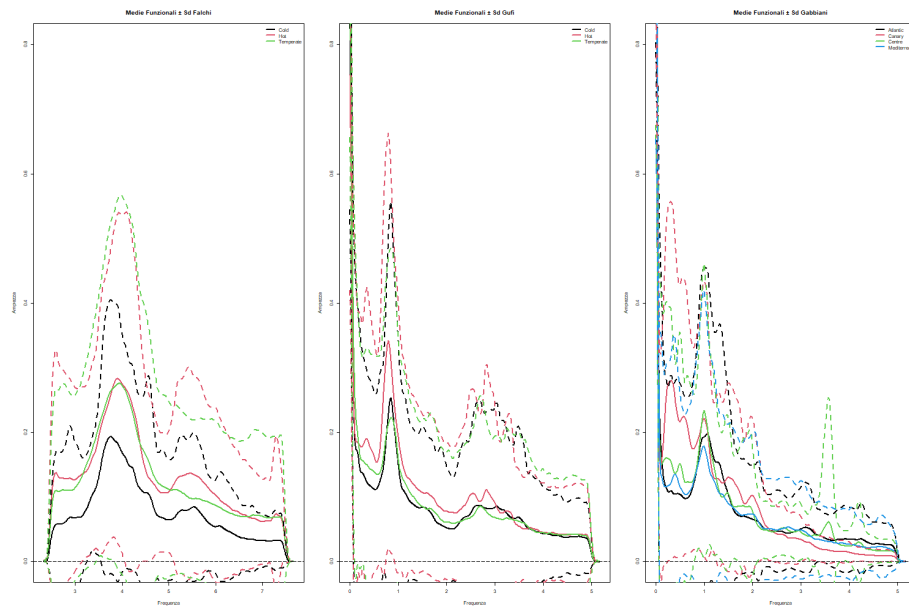 Medie Funzionali ± Sd Falchi
Cold
Hot
Temperate
Ampiezza
0.0
0.2
0.4
0.6
0.8
3
4
5
6
7
Frequenza
Medie Funzionali ± Sd Gufi
Cold
Hot
Temperate
Ampiezza
0.0
0.2
0.4
0.6
0.8
0
1
2
3
4
5
Frequenza
Medie Funzionali ± Sd Gabbiani
Atlantic
Canary
Centre
Ampiezza
0.0
0.2
0.4
0.6
0.8
0
1
2
3
4
5
Frequenza